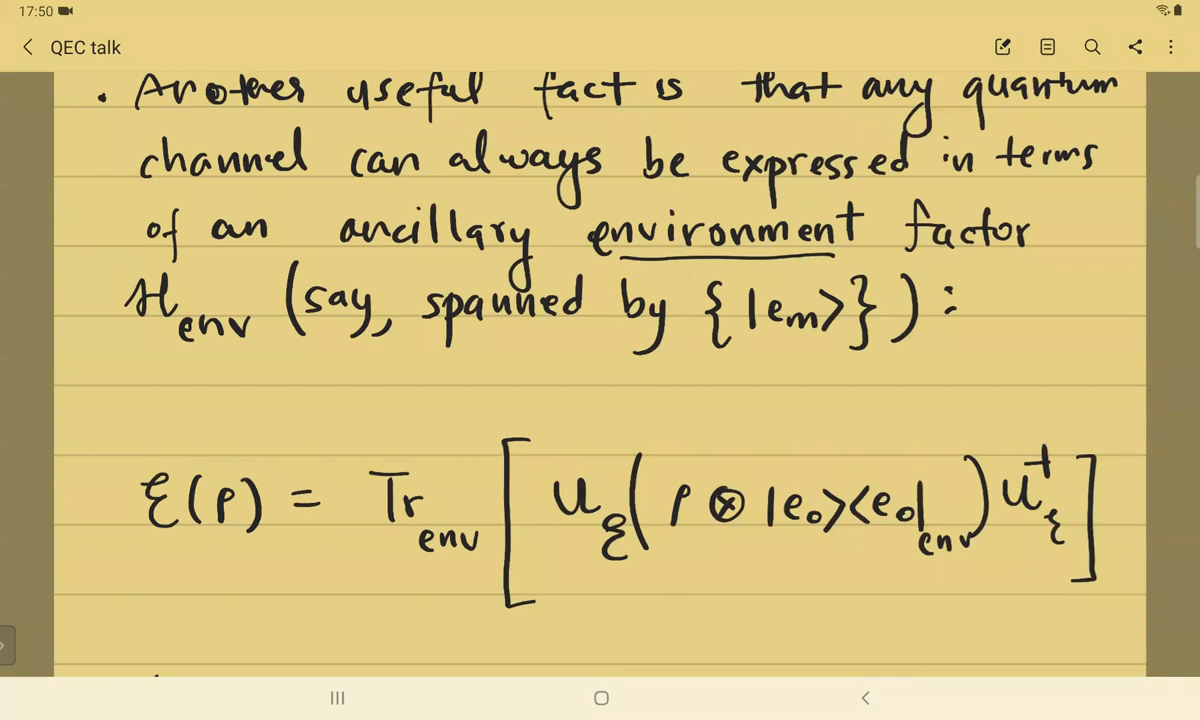 17:50
QEC talk
• Another useful fact is that any quantum
channel can always be expressed in terms
of an ancillary environment factor
ℋ_env (say, spanned by {|e_m>}) :
ℰ(ρ) = Tr_env [ U_ℰ ( ρ ⊗ |e_0><e_0|_env ) U_ℰ^† ]